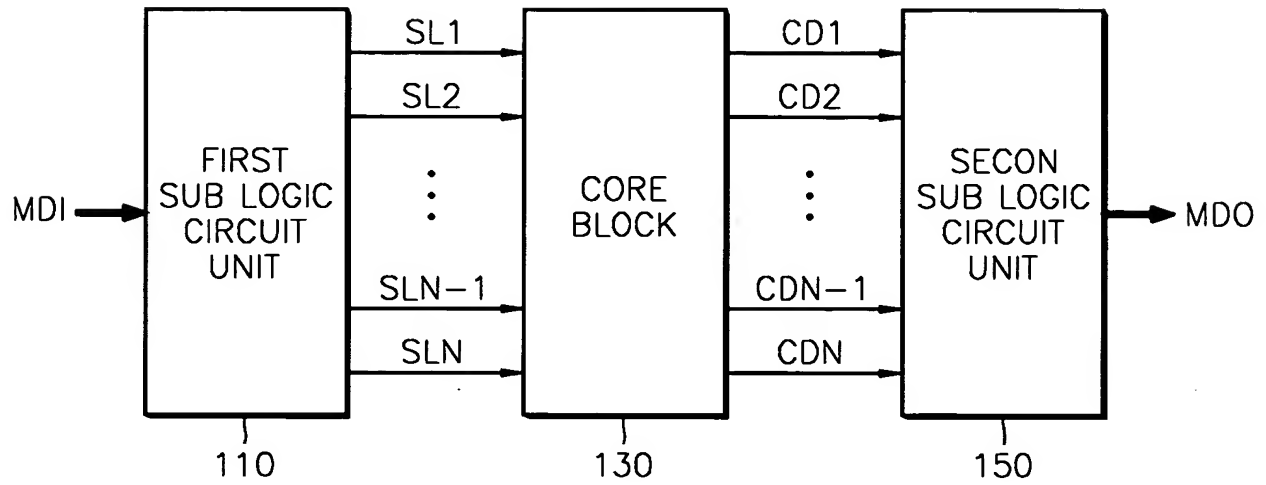 MDI
FIRST
SUB LOGIC
CIRCUIT
UNIT
110
SL1
SL2
SLN-1
SLN
CORE
BLOCK
130
CD1
CD2
CDN-1
CDN
SECON
SUB LOGIC
CIRCUIT
UNIT
150
MDO